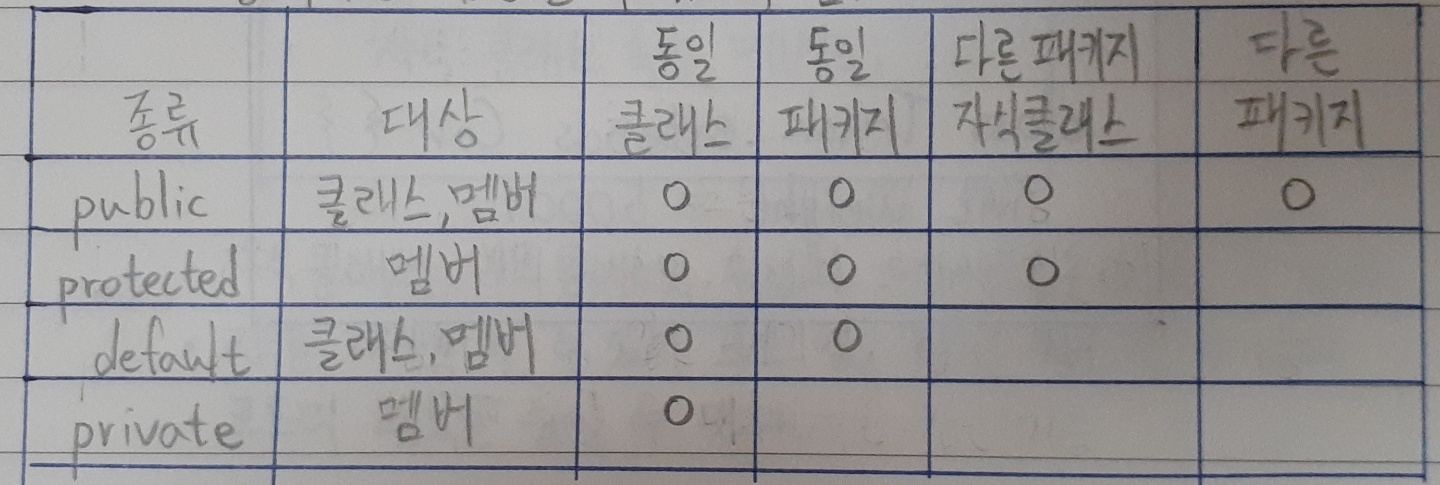 동일 동일 다른 패키지 다른
종류 대상 클래스 패키지 자식클래스 패키지
public 클래스, 멤버 O O O O
protected 멤버 O O O
default 클래스, 멤버 O O
private 멤버 O